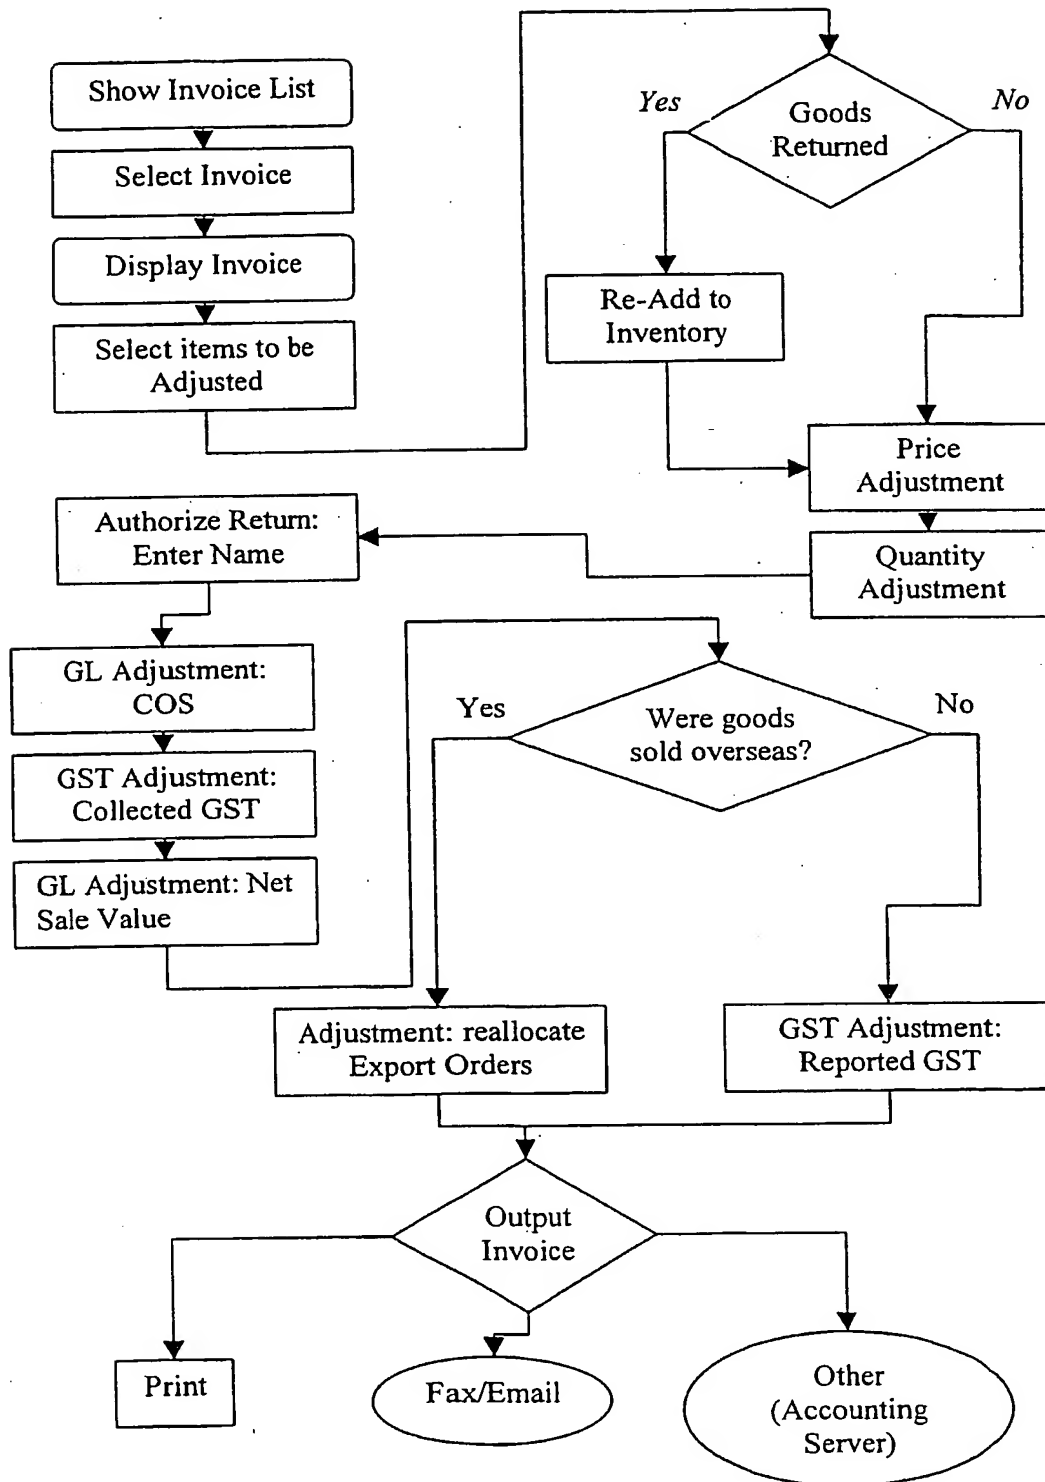 Show Invoice List
Select Invoice
Display Invoice
Select items to be
Adjusted
Yes
Goods
Returned
No
Re-Add to
Inventory
Price
Adjustment
Quantity
Adjustment
Authorize Return:
Enter Name
GL Adjustment:
COS
GST Adjustment:
Collected GST
GL Adjustment: Net
Sale Value
Yes
Were goods
sold overseas?
No
Adjustment: reallocate
Export Orders
GST Adjustment:
Reported GST
Output
Invoice
Print
Fax/Email
Other
(Accounting
Server)